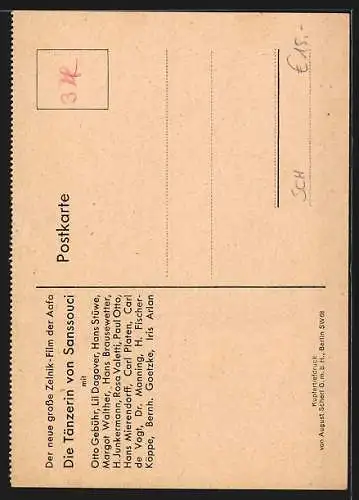 Der neue große Zelnik-Film der Aafa
Die Tänzerin von Sanssouci
mit
Otto Gebühr, Lil Dagover, Hans Stüwe,
Margot Walther, Hans Brausewetter,
H. Junkermann, Rosa Valetti, Paul Otto,
Hans Mierendorff, Carl Platen, Carl
de Vogt, Dr. Manning, H. Fischer-
Köppe, Bernh. Goetzke, Iris Arlan
Postkarte
Kupfertiefdruck
von August Scherl G. m. b. H., Berlin SW 68
SCH
€ 15,-